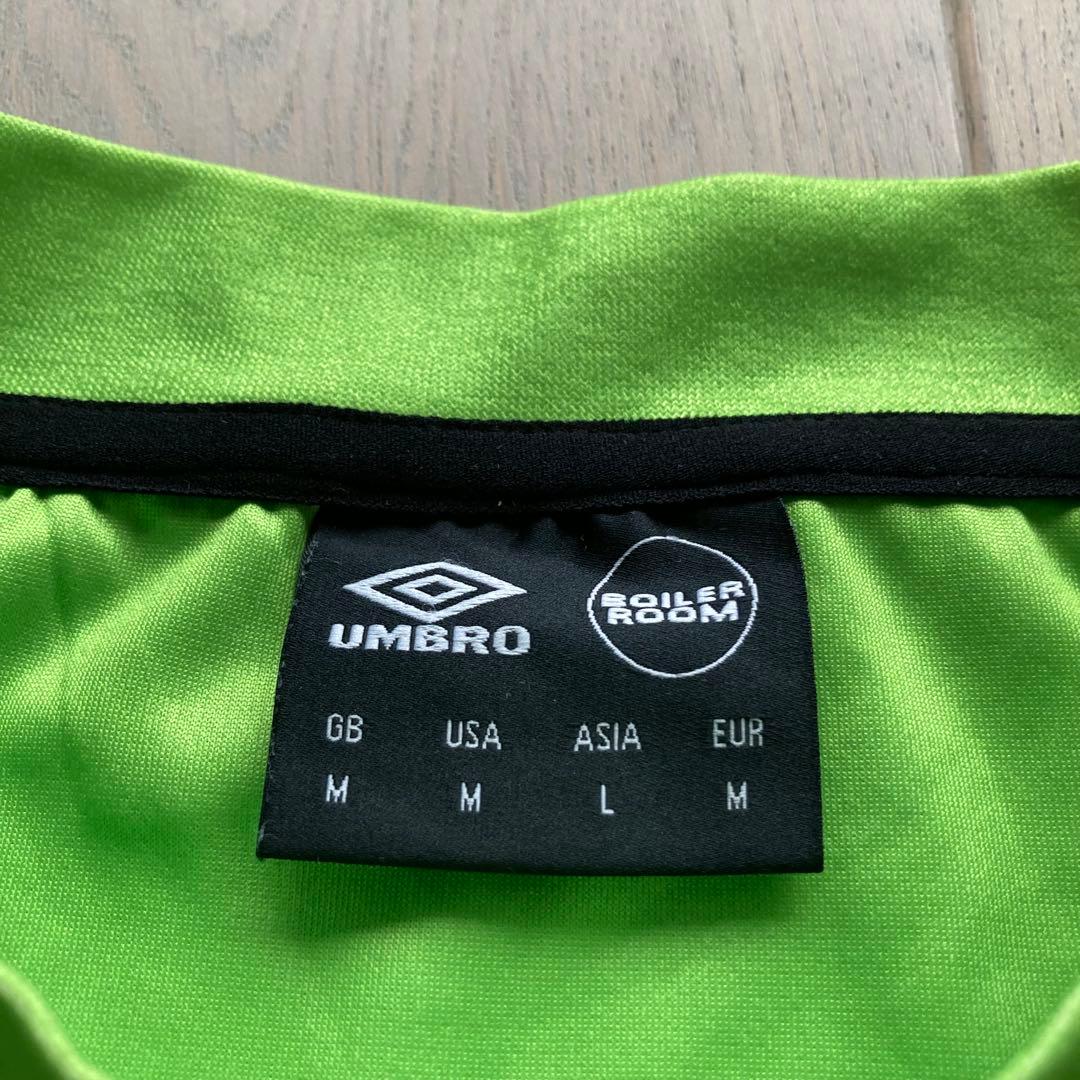 UMBRO
BOILER
ROOM
GB USA ASIA EUR
M M L M